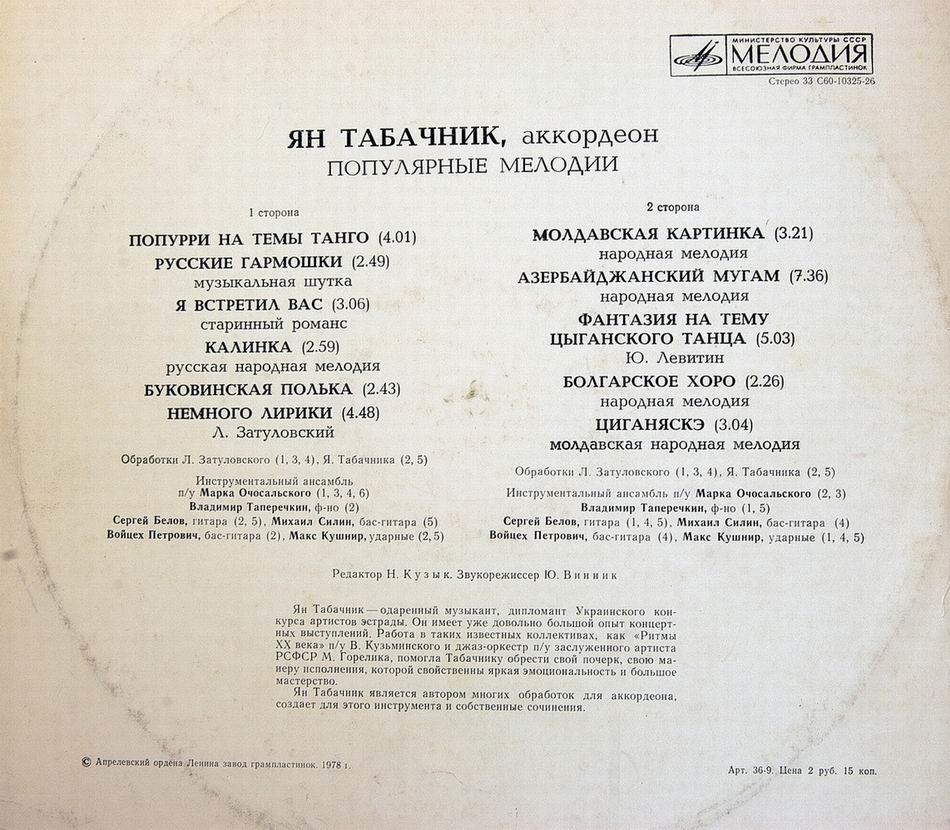 МИНИСТЕРСТВО КУЛЬТУРЫ СССР
МЕЛОДИЯ
ВСЕСОЮЗНАЯ ФИРМА ГРАМПЛАСТИНОК
Стерео 33 С60-10325-26
ЯН ТАБАЧНИК, аккордеон
ПОПУЛЯРНЫЕ МЕЛОДИИ
1 сторона
ПОПУРРИ НА ТЕМЫ ТАНГО (4.01)
РУССКИЕ ГАРМОШКИ (2.49)
музыкальная шутка
Я ВСТРЕТИЛ ВАС (3.06)
старинный романс
КАЛИНКА (2.59)
русская народная мелодия
БУКОВИНСКАЯ ПОЛЬКА (2.43)
НЕМНОГО ЛИРИКИ (4.48)
Л. Затуловский
Обработки Л. Затуловского (1, 3, 4), Я. Табачника (2, 5)
Инструментальный ансамбль
п/у Марка Очосальского (1, 3, 4, 6)
Владимир Таперечкин, ф-но (2)
Сергей Белов, гитара (2, 5), Михаил Силин, бас-гитара (5)
Войцех Петрович, бас-гитара (2), Макс Кушнир, ударные (2, 5)
2 сторона
МОЛДАВСКАЯ КАРТИНКА (3.21)
народная мелодия
АЗЕРБАЙДЖАНСКИЙ МУГАМ (7.36)
народная мелодия
ФАНТАЗИЯ НА ТЕМУ
ЦЫГАНСКОГО ТАНЦА (5.03)
Ю. Левитин
БОЛГАРСКОЕ ХОРО (2.26)
народная мелодия
ЦИГАНЯСКЭ (3.04)
молдавская народная мелодия
Обработки Л. Затуловского (1, 3, 4), Я. Табачника (2, 5)
Инструментальный ансамбль п/у Марка Очосальского (2, 3)
Владимир Таперечкин, ф-но (1, 5)
Сергей Белов, гитара (1, 4, 5), Михаил Силин, бас-гитара (4)
Войцех Петрович, бас-гитара (4), Макс Кушнир, ударные (1, 4, 5)
Редактор Н. Кузык. Звукорежиссер Ю. Винник
Ян Табачник — одаренный музыкант, дипломант Украинского кон-
курса артистов эстрады. Он имеет уже довольно большой опыт концерт-
ных выступлений. Работа в таких известных коллективах, как «Ритмы
XX века» п/у В. Кузьминского и джаз-оркестр п/у заслуженного артиста
РСФСР М. Горелика, помогла Табачнику обрести свой почерк, свою ма-
неру исполнения, которой свойственны яркая эмоциональность и большое
мастерство.
Ян Табачник является автором многих обработок для аккордеона,
создает для этого инструмента и собственные сочинения.
© Апрелевский ордена Ленина завод грампластинок. 1978 г.
Арт. 36-9. Цена 2 руб. 15 коп.